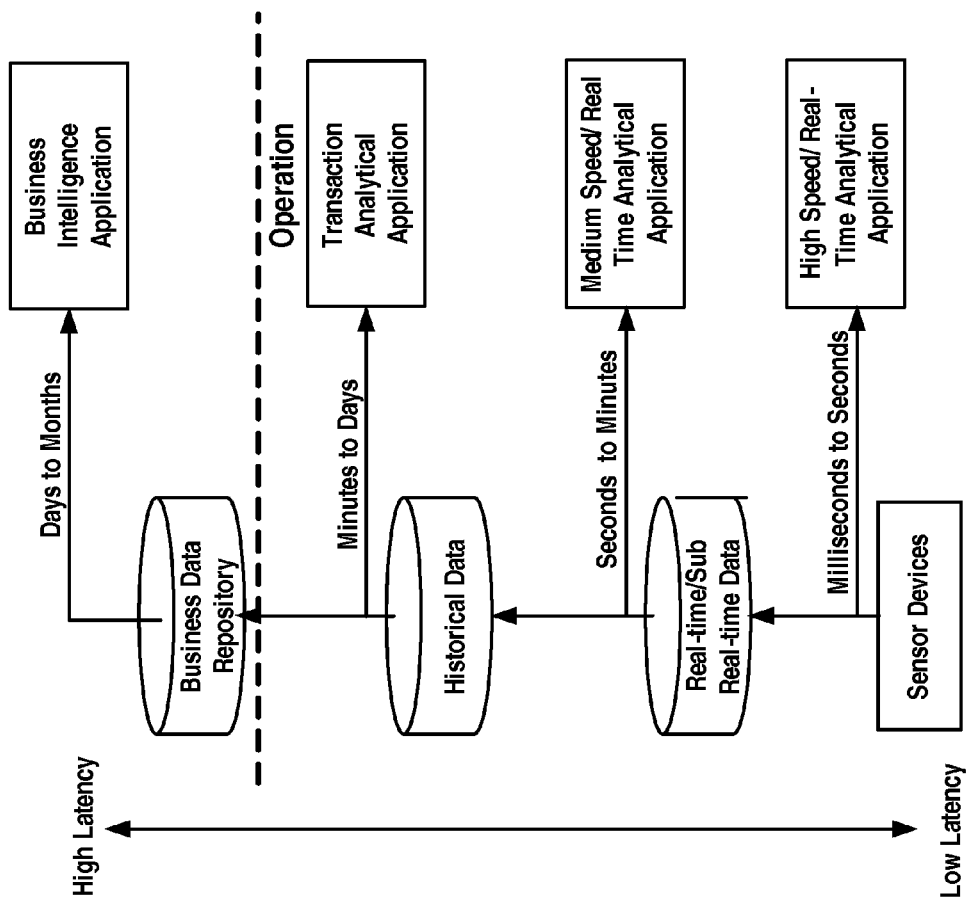 High Latency
Low Latency
Business Data
Repository
Historical Data
Real-time/Sub
Real-time Data
Sensor Devices
Days to Months
Minutes to Days
Seconds to Minutes
Milliseconds to Seconds
Business
Intelligence
Application
Operation
Transaction
Analytical
Application
Medium Speed/ Real
Time Analytical
Application
High Speed/ Real-
Time Analytical
Application